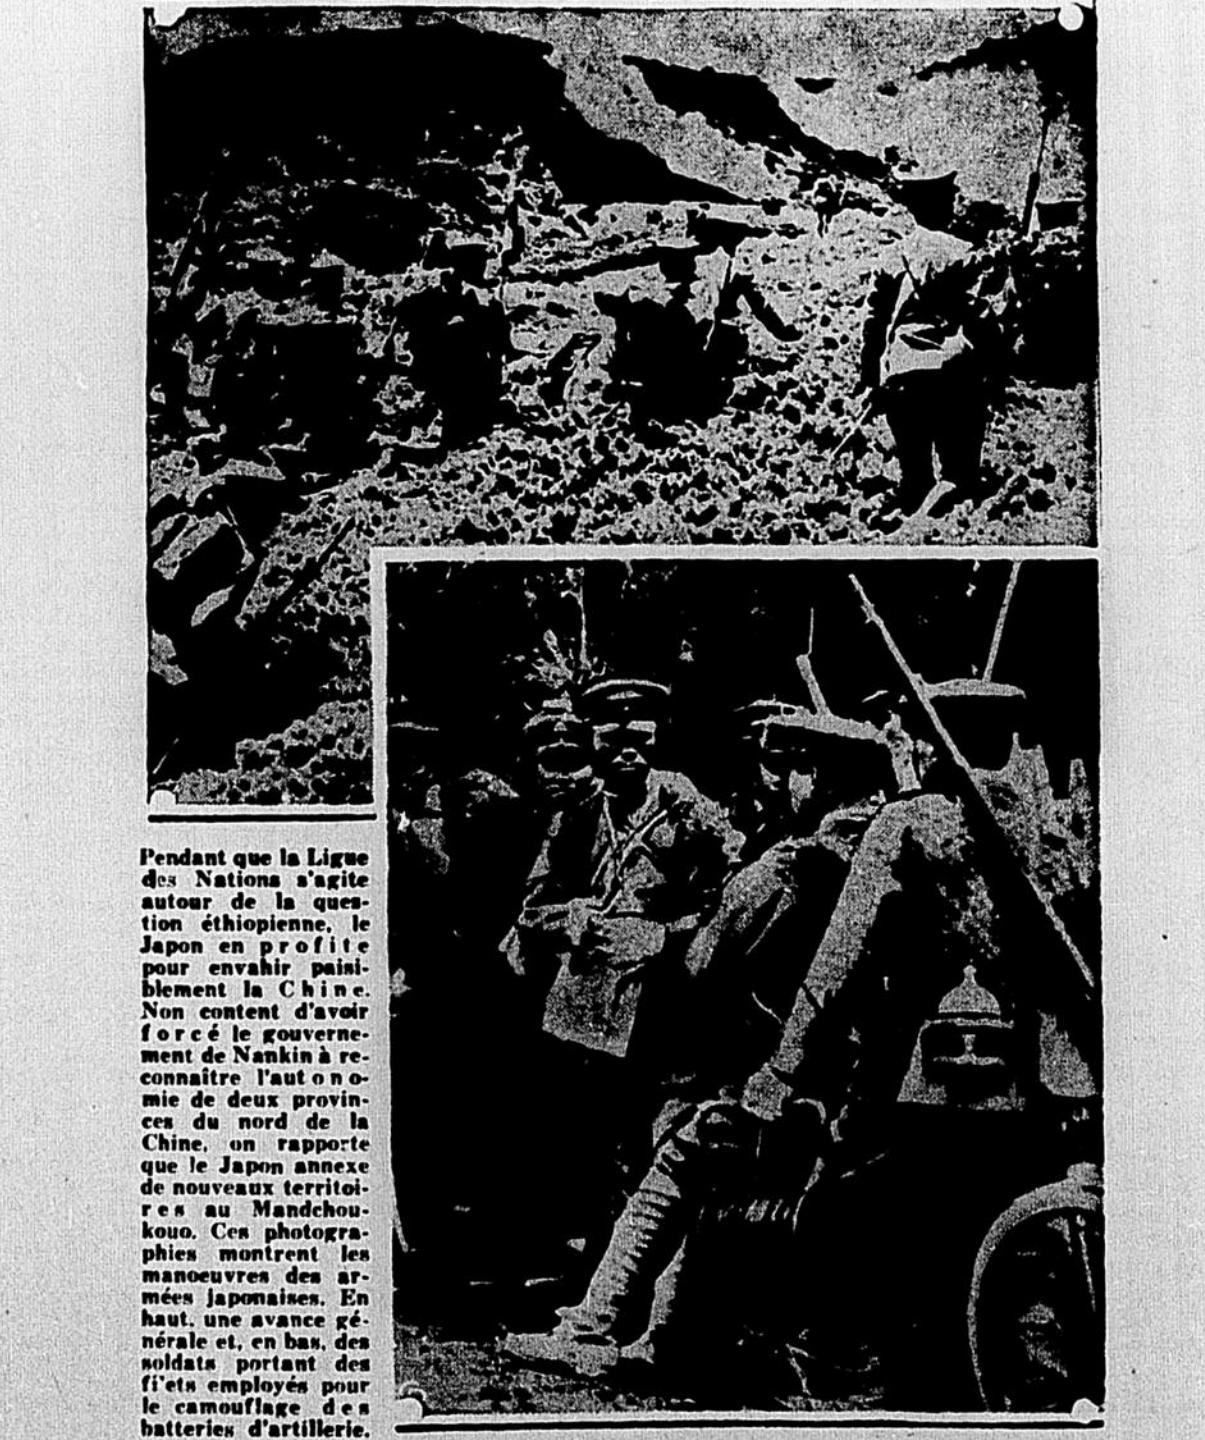 Pendant que la Ligue
des Nations s'agite
autour de la ques-
tion éthiopienne, le
Japon en profite
pour envahir paisi-
blement la Chine.
Non content d'avoir
forcé le gouverne-
ment de Nankin à re-
connaître l'autono-
mie de deux provin-
ces du nord de la
Chine, on rapporte
que le Japon annexe
de nouveaux territoi-
res au Mandchou-
kouo. Ces photogra-
phies montrent les
manoeuvres des ar-
mées japonaises. En
haut, une avance gé-
nérale et, en bas, des
soldats portant des
fi'ets employés pour
le camouflage des
batteries d'artillerie.